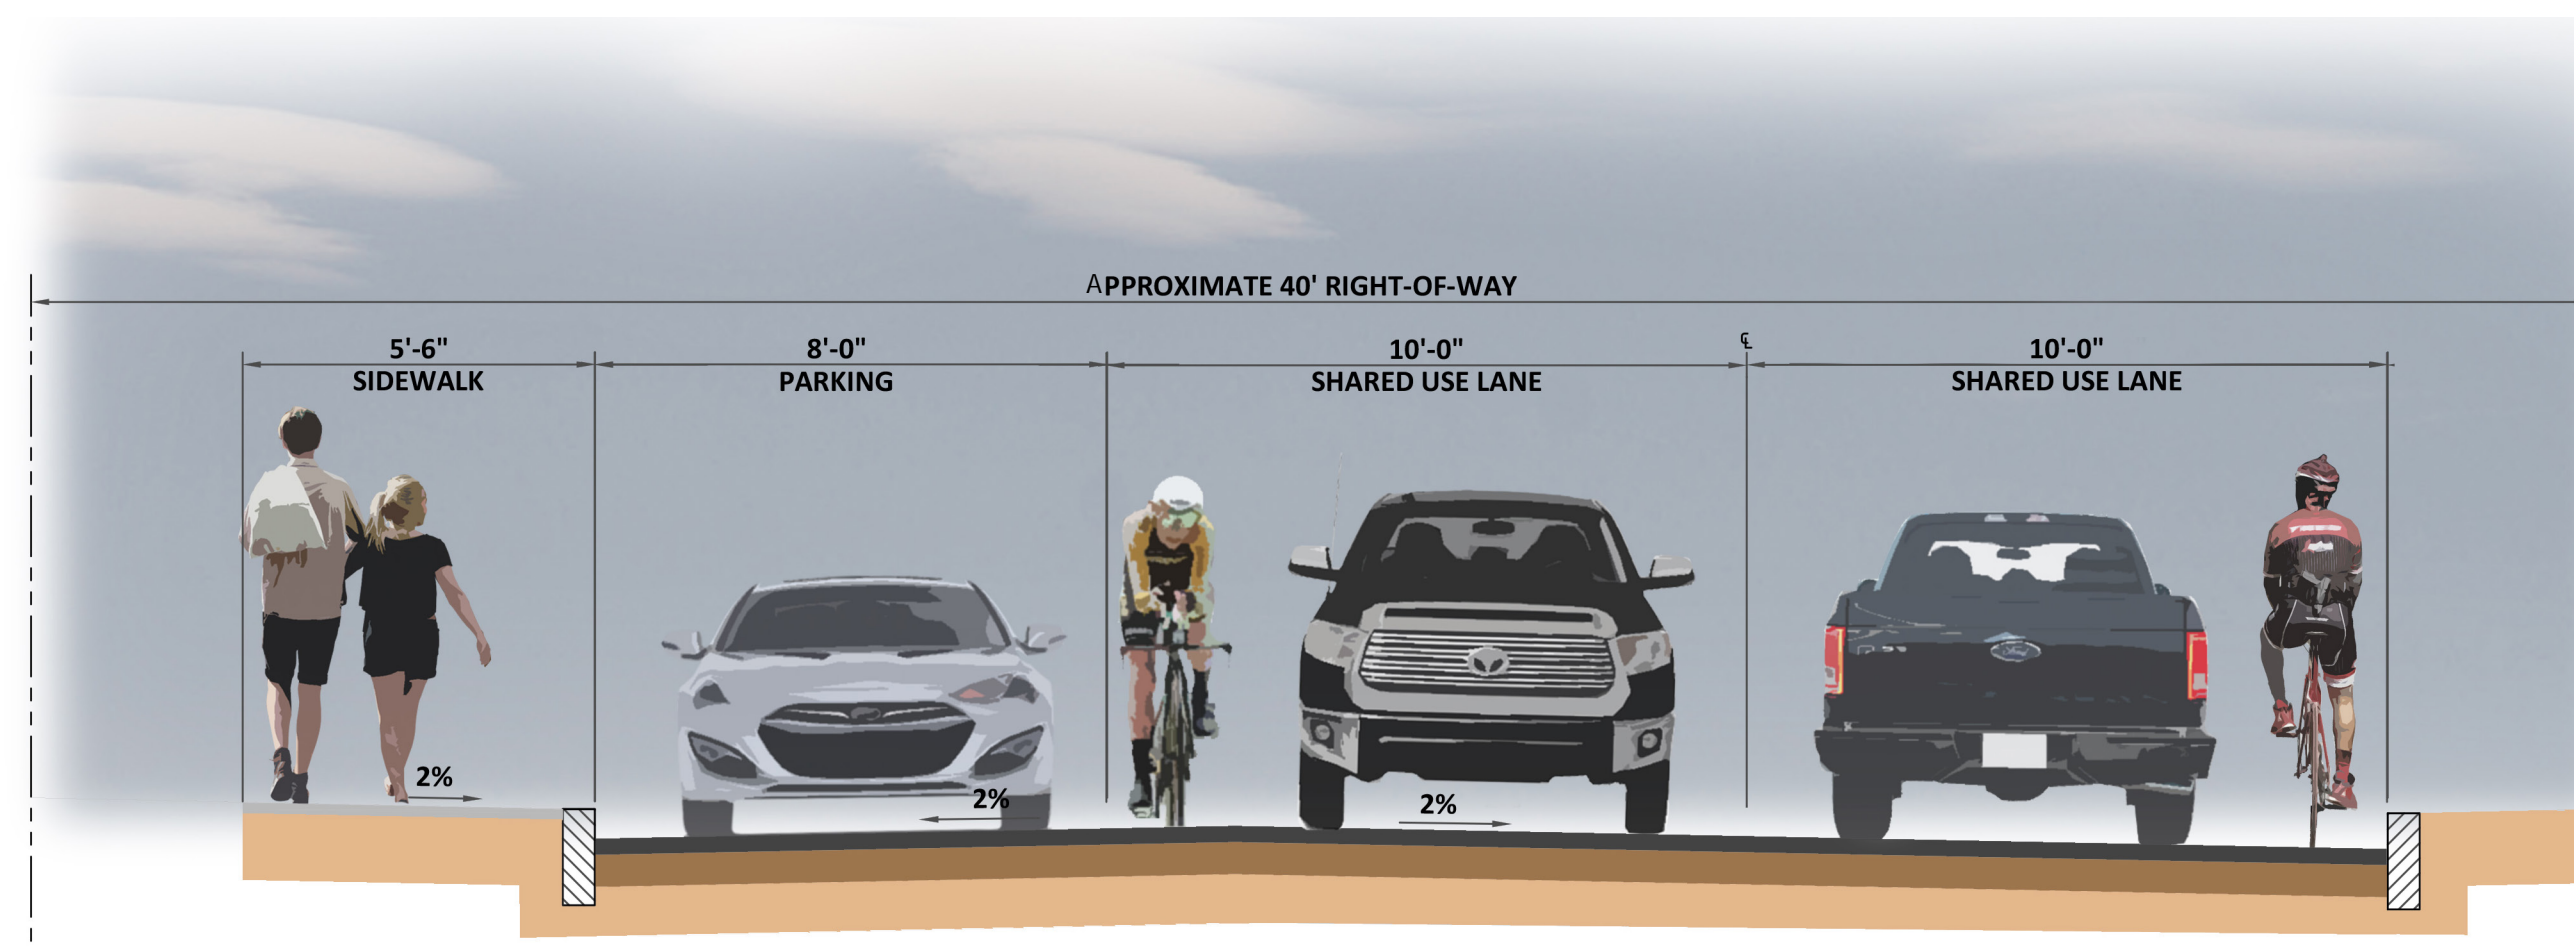 APPROXIMATE 40' RIGHT-OF-WAY
5'-6"
SIDEWALK
8'-0"
PARKING
10'-0"
SHARED USE LANE
℄
10'-0"
SHARED USE LANE
2%
2%
2%
Ford